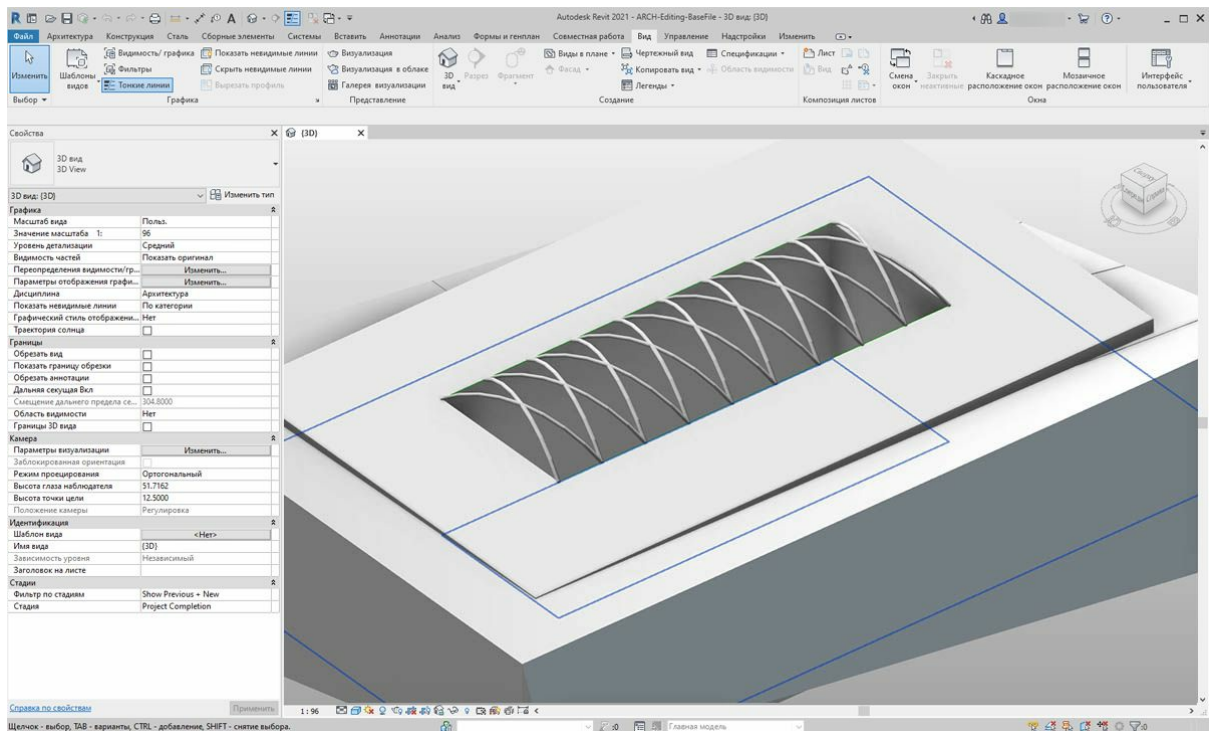 Autodesk Revit 2021 - ARCH-Editing-BaseFile - 3D вид: {3D}
Файл Архитектура Конструкция Сталь Сборные элементы Системы Вставить Аннотации Анализ Формы и генплан Совместная работа Вид Управление Надстройки Изменить
Изменить
Шаблоны видов
Видимость/ графика
Фильтры
Тонкие линии
Показать невидимые линии
Скрыть невидимые линии
Вырезать профиль
Визуализация
Визуализация в облаке
Галерея визуализации
3D вид
Разрез
Фрагмент
Виды в плане
Фасад
Чертежный вид
Копировать вид
Легенды
Спецификации
Область видимости
Лист
Вид
Смена окон
Закрыть неактивные
Каскадное расположение окон
Мозаичное расположение окон
Интерфейс пользователя
Выбор Графика Представление Создание Композиция листов Окна
Свойства
{3D}
3D вид
3D View
3D вид: {3D} Изменить тип
Графика
Масштаб вида Польз.
Значение масштаба 1: 96
Уровень детализации Средний
Видимость частей Показать оригинал
Переопределения видимости/гр... Изменить...
Параметры отображения графи... Изменить...
Дисциплина Архитектура
Показать невидимые линии По категории
Графический стиль отображени... Нет
Траектория солнца
Границы
Обрезать вид
Показать границу обрезки
Обрезать аннотации
Дальняя секущая Вкл
Смещение дальнего предела се... 304.8000
Область видимости Нет
Границы 3D вида
Камера
Параметры визуализации Изменить...
Заблокированная ориентация
Режим проецирования Ортогональный
Высота глаза наблюдателя 51.7162
Высота точки цели 12.5000
Положение камеры Регулировка
Идентификация
Шаблон вида <Нет>
Имя вида {3D}
Зависимость уровня Независимый
Заголовок на листе
Стадии
Фильтр по стадиям Show Previous + New
Стадия Project Completion
Справка по свойствам Применить
1 : 96
Щелчок - выбор, TAB - варианты, CTRL - добавление, SHIFT - снятие выбора.
:0
Главная модель
:0